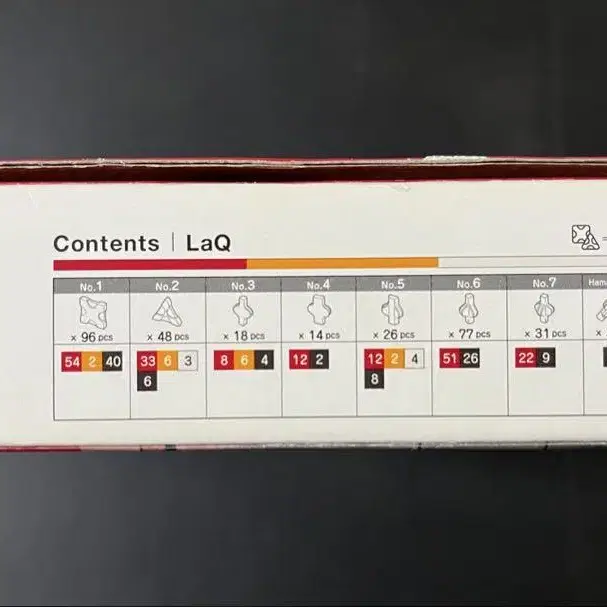 Contents | LaQ
No.1 No.2 No.3 No.4 No.5 No.6 No.7
x 96 pcs x 48 pcs x 18 pcs x 14 pcs x 26 pcs x 77 pcs x 31 pcs
54 2 40 33 6 3 8 6 4 12 2 12 2 4 51 26 22 9
6 8